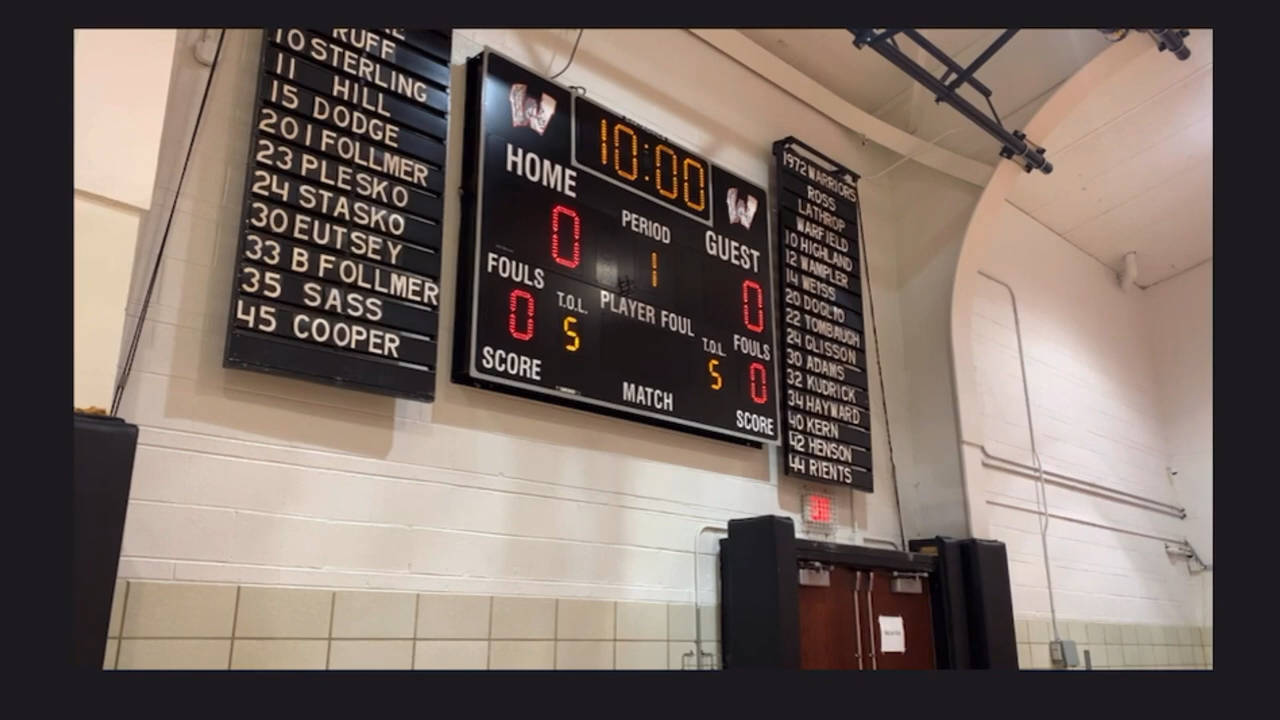 RUFF
10 STERLING
11 HILL
15 DODGE
20 I FOLLMER
23 PLESKO
24 STASKO
30 EUTSEY
33 B FOLLMER
35 SASS
45 COOPER
W
10:00
W
HOME
PERIOD
GUEST
0
1
0
FOULS
PLAYER FOUL
FOULS
T.O.L.
T.O.L.
0
5
5
0
SCORE
MATCH
SCORE
1972 WARRIORS
ROSS
LATHROP
WARFIELD
10 HIGHLAND
12 WAMPLER
14 WEISS
20 DOGLIO
22 TOMBAUGH
24 GLISSON
30 ADAMS
32 KUDRICK
34 HAYWARD
40 KERN
42 HENSON
44 RIENTS